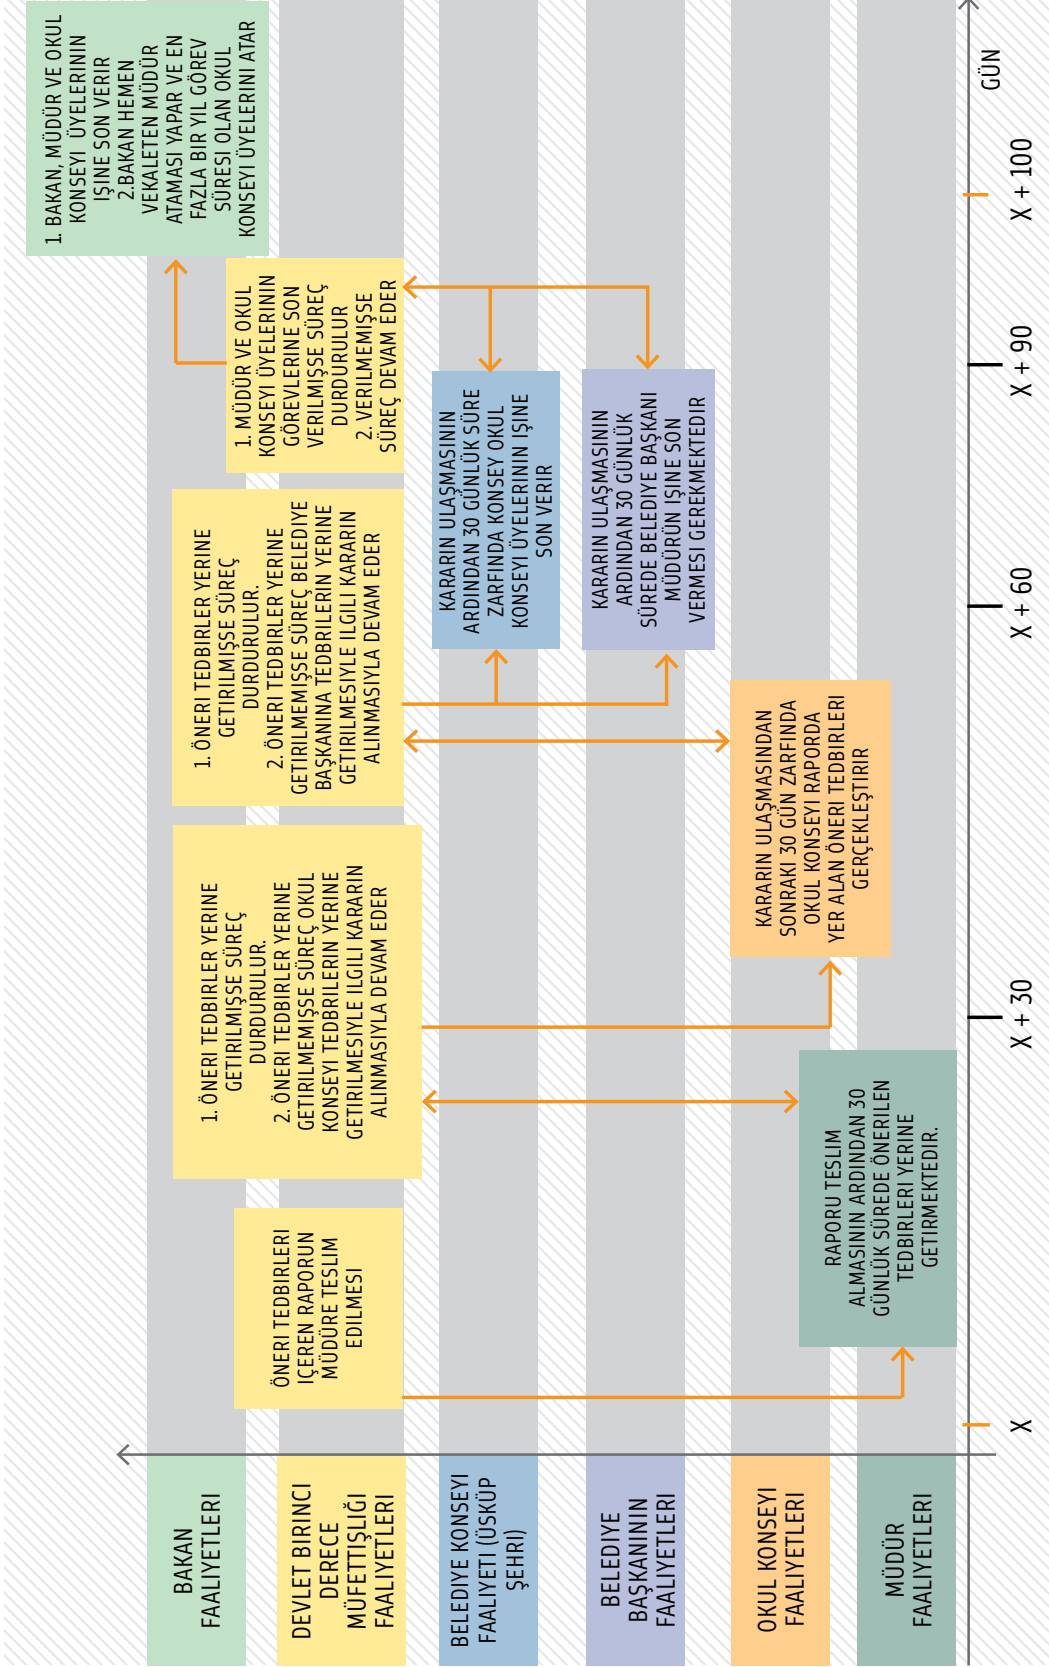 BAKAN
FAALIYETLERI
DEVLET BIRINCI
DERECE
MÜFETTIŞLIĞI
FAALIYETLERI
BELEDIYE KONSEYI
FAALIYETI (ÜSKÜP
ŞEHRI)
BELEDIYE
BAŞKANININ
FAALIYETLERI
OKUL KONSEYI
FAALIYETLERI
MÜDÜR
FAALIYETLERI
ÖNERI TEDBIRLERI
IÇEREN RAPORUN
MÜDÜRE TESLIM
EDILMESI
RAPORU TESLIM
ALMASININ ARDINDAN 30
GÜNLÜK SÜREDE ÖNERILEN
TEDBIRLERI YERINE
GETIRMEKTEDIR.
1. ÖNERI TEDBIRLER YERINE
GETIRILMIŞSE SÜREÇ
DURDURULUR.
2. ÖNERI TEDBIRLER YERINE
GETIRILMEMIŞSE SÜREÇ OKUL
KONSEYI TEDBRILERIN YERINE
GETIRILMESIYLE ILGILI KARARIN
ALINMASIYLA DEVAM EDER
KARARIN ULAŞMASINDAN
SONRAKI 30 GÜN ZARFINDA
OKUL KONSEYI RAPORDA
YER ALAN ÖNERI TEDBIRLERI
GERÇEKLEŞTIRIR
1. ÖNERI TEDBIRLER YERINE
GETIRILMIŞSE SÜREÇ
DURDURULUR.
2. ÖNERI TEDBIRLER YERINE
GETIRILMEMIŞSE SÜREÇ BELEDIYE
BAŞKANINA TEDBRILERIN YERINE
GETIRILMESIYLE ILGILI KARARIN
ALINMASIYLA DEVAM EDER
KARARIN ULAŞMASININ
ARDINDAN 30 GÜNLÜK SÜRE
ZARFINDA KONSEY OKUL
KONSEYI ÜYELERININ IŞINE
SON VERIR
KARARIN ULAŞMASININ
ARDINDAN 30 GÜNLÜK
SÜREDE BELEDIYE BAŞKANI
MÜDÜRÜN IŞINE SON
VERMESI GEREKMEKTEDIR
1. MÜDÜR VE OKUL
KONSEYI ÜYELERININ
GÖREVLERINE SON
VERILMIŞSE SÜREÇ
DURDURULUR
2. VERILMEMIŞSE
SÜREÇ DEVAM EDER
1. BAKAN, MÜDÜR VE OKUL
KONSEYI ÜYELERININ
IŞINE SON VERIR
2.BAKAN HEMEN
VEKALETEN MÜDÜR
ATAMASI YAPAR VE EN
FAZLA BIR YIL GÖREV
SÜRESI OLAN OKUL
KONSEYI ÜYELERINI ATAR
X
X + 30
X + 60
X + 90
X + 100
GÜN